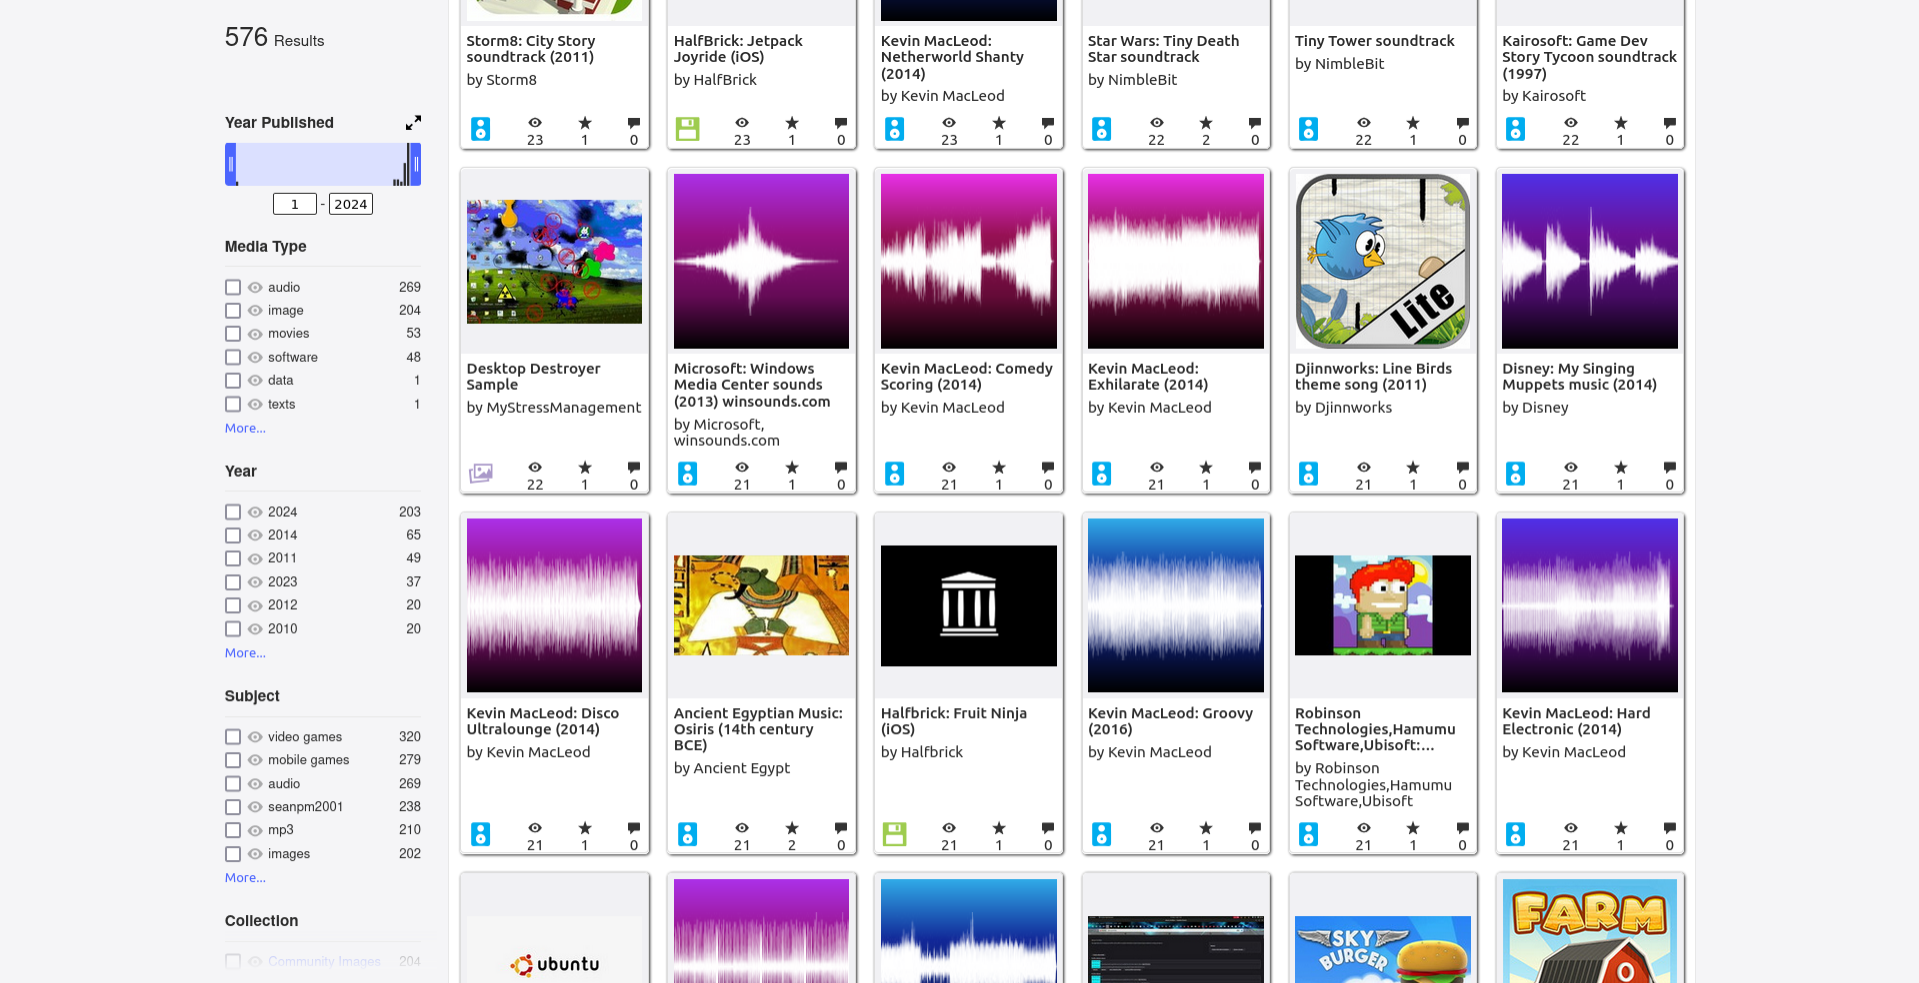 576 Results
Year Published
1 - 2024
Media Type
audio 269
image 204
movies 53
software 48
data 1
texts 1
More...
Year
2024 203
2014 65
2011 49
2023 37
2012 20
2010 20
More...
Subject
video games 320
mobile games 279
audio 269
seanpm2001 238
mp3 210
images 202
More...
Collection
Community Images 204
Storm8: City Story
soundtrack (2011)
by Storm8
23 1 0
HalfBrick: Jetpack
Joyride (iOS)
by HalfBrick
23 1 0
Kevin MacLeod:
Netherworld Shanty
(2014)
by Kevin MacLeod
23 1 0
Star Wars: Tiny Death
Star soundtrack
by NimbleBit
22 2 0
Tiny Tower soundtrack
by NimbleBit
22 1 0
Kairosoft: Game Dev
Story Tycoon soundtrack
(1997)
by Kairosoft
22 1 0
Desktop Destroyer
Sample
by MyStressManagement
22 1 0
Microsoft: Windows
Media Center sounds
(2013) winsounds.com
by Microsoft,
winsounds.com
21 1 0
Kevin MacLeod: Comedy
Scoring (2014)
by Kevin MacLeod
21 1 0
Kevin MacLeod:
Exhilarate (2014)
by Kevin MacLeod
21 1 0
Lite
Djinnworks: Line Birds
theme song (2011)
by Djinnworks
21 1 0
Disney: My Singing
Muppets music (2014)
by Disney
21 1 0
Kevin MacLeod: Disco
Ultralounge (2014)
by Kevin MacLeod
21 1 0
Ancient Egyptian Music:
Osiris (14th century
BCE)
by Ancient Egypt
21 2 0
Halfbrick: Fruit Ninja
(iOS)
by Halfbrick
21 1 0
Kevin MacLeod: Groovy
(2016)
by Kevin MacLeod
21 1 0
Robinson
Technologies,Hamumu
Software,Ubisoft:...
by Robinson
Technologies,Hamumu
Software,Ubisoft
21 1 0
Kevin MacLeod: Hard
Electronic (2014)
by Kevin MacLeod
21 1 0
ubuntu
SKY
BURGER
FARM